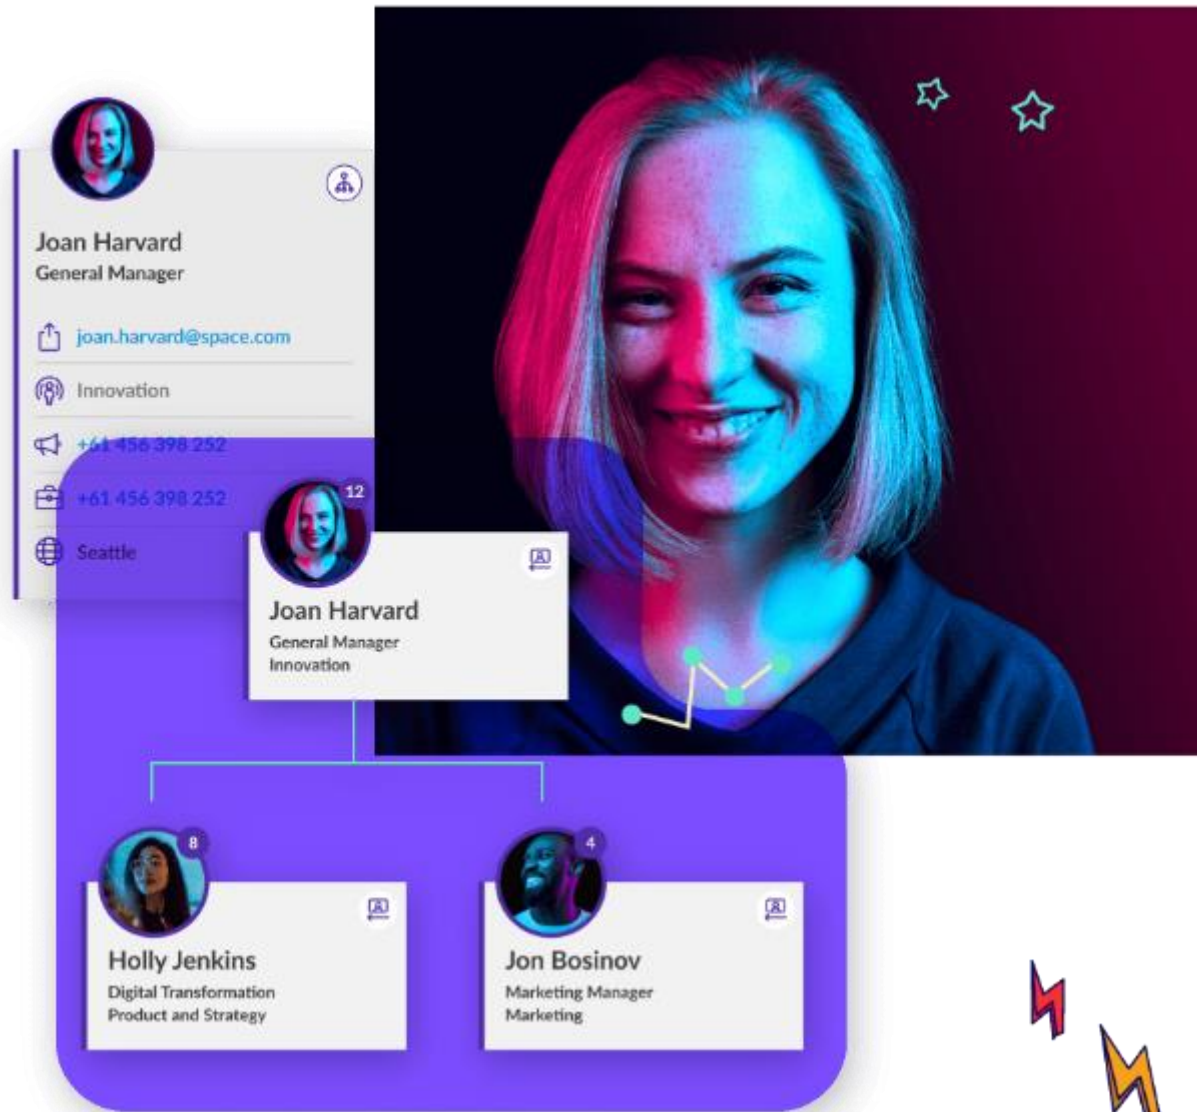 Joan Harvard
General Manager
joan.harvard@space.com
Innovation
+61 456 398 252
+61 456 398 252
Seattle
12
Joan Harvard
General Manager
Innovation
8
Holly Jenkins
Digital Transformation
Product and Strategy
4
Jon Bosinov
Marketing Manager
Marketing